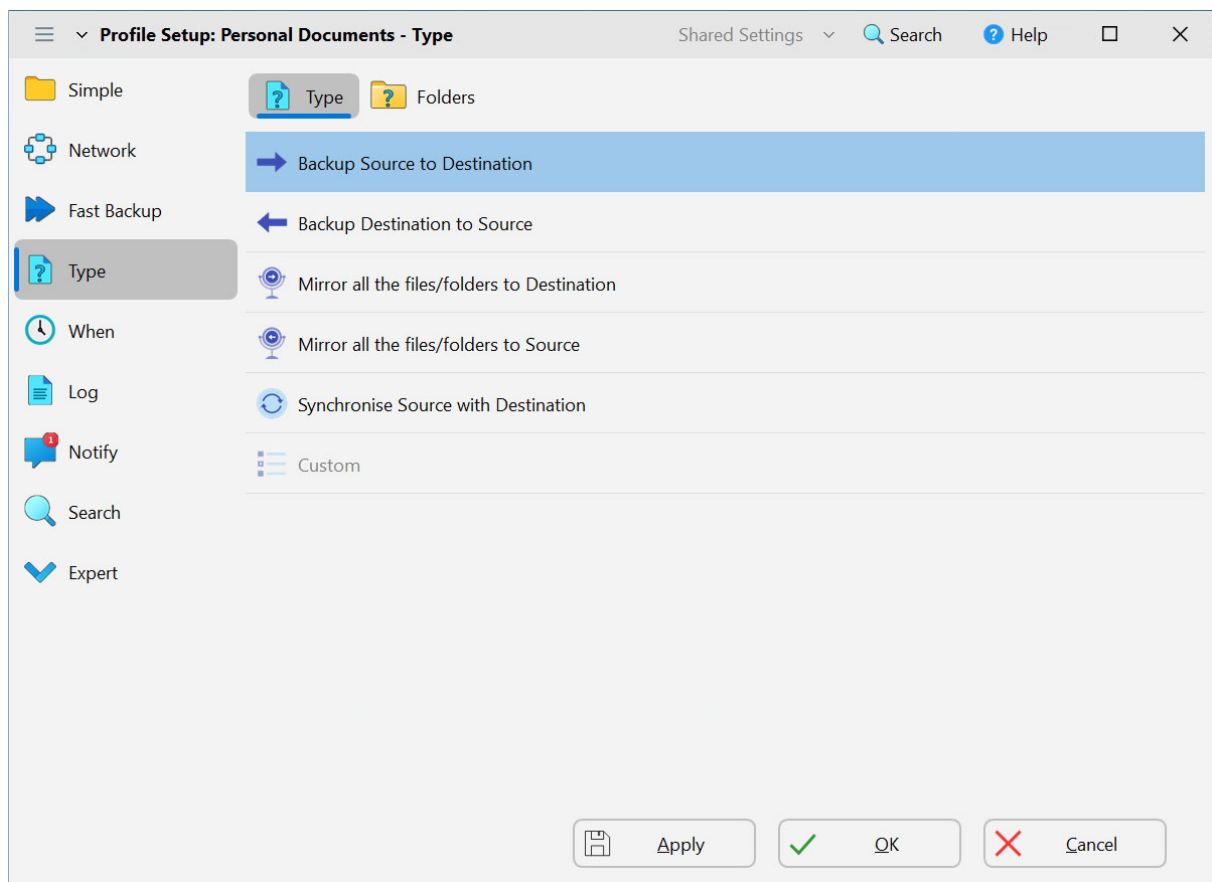 Profile Setup: Personal Documents - Type
Shared Settings
Search
Help
Simple
Network
Fast Backup
Type
When
Log
1
Notify
Search
Expert
Type
Folders
Backup Source to Destination
Backup Destination to Source
Mirror all the files/folders to Destination
Mirror all the files/folders to Source
Synchronise Source with Destination
Custom
Apply
OK
Cancel